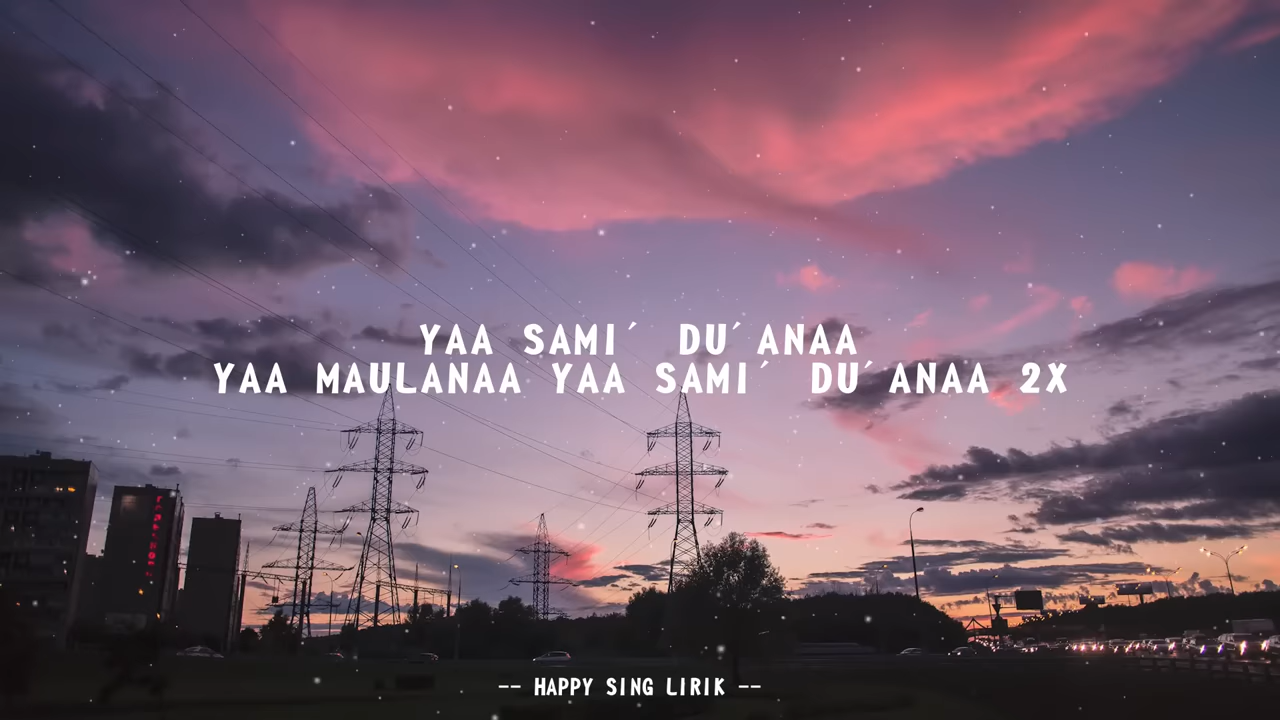 YAA SAMI´ DU´ANAA
YAA MAULANAA YAA SAMI´ DU´ANAA 2X
-- HAPPY SING LIRIK --